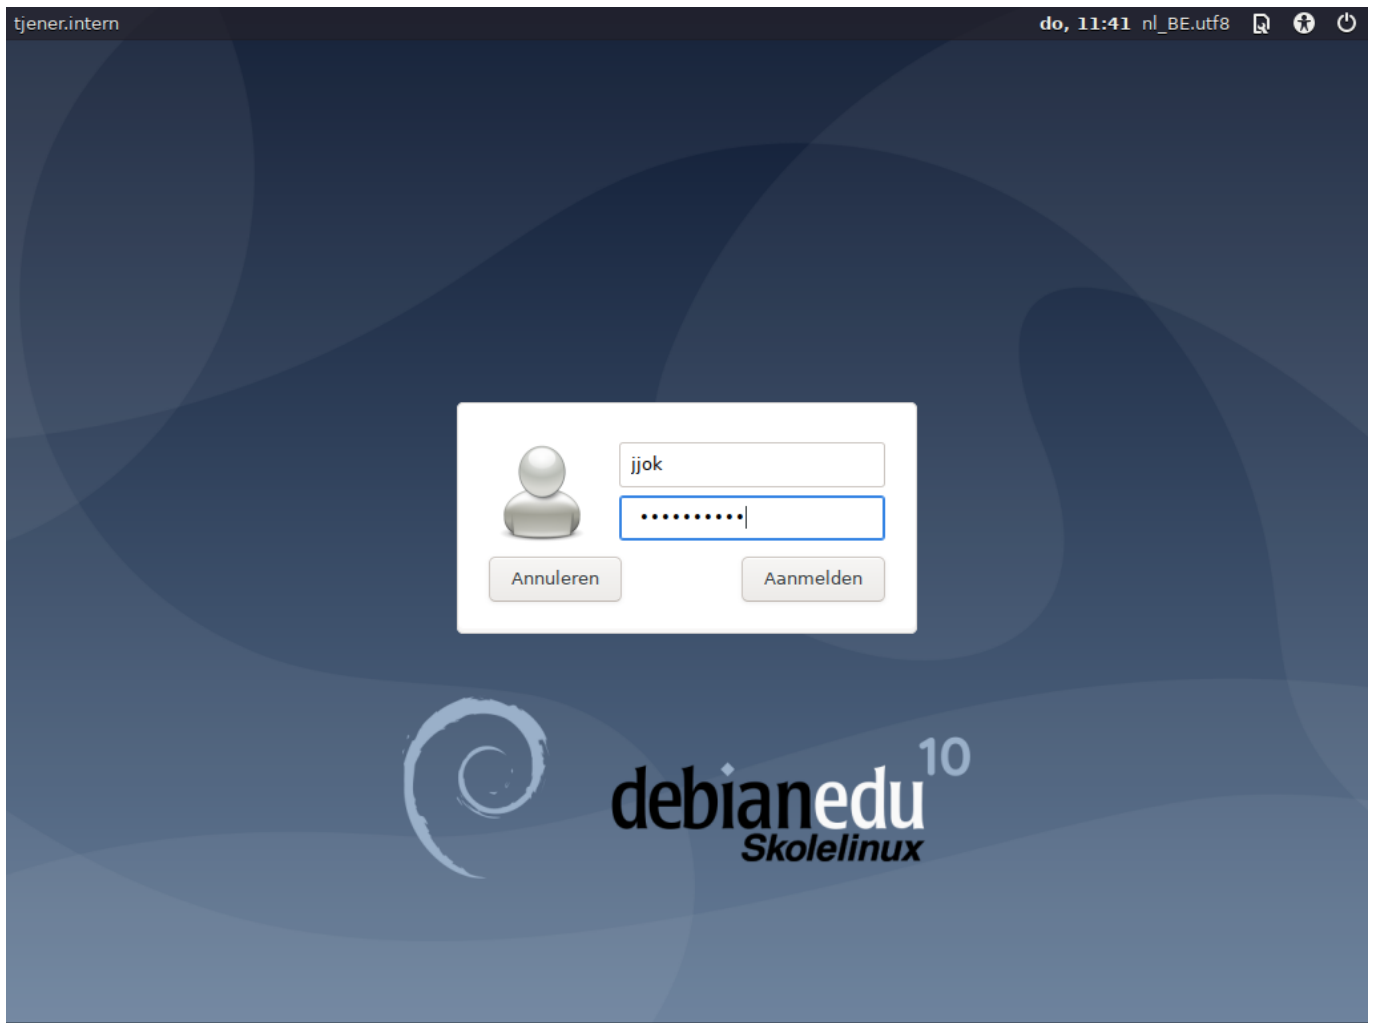 tjener.intern
do, 11:41 nl_BE.utf8
jjok
••••••••••
Annuleren Aanmelden
debianedu 10
Skolelinux